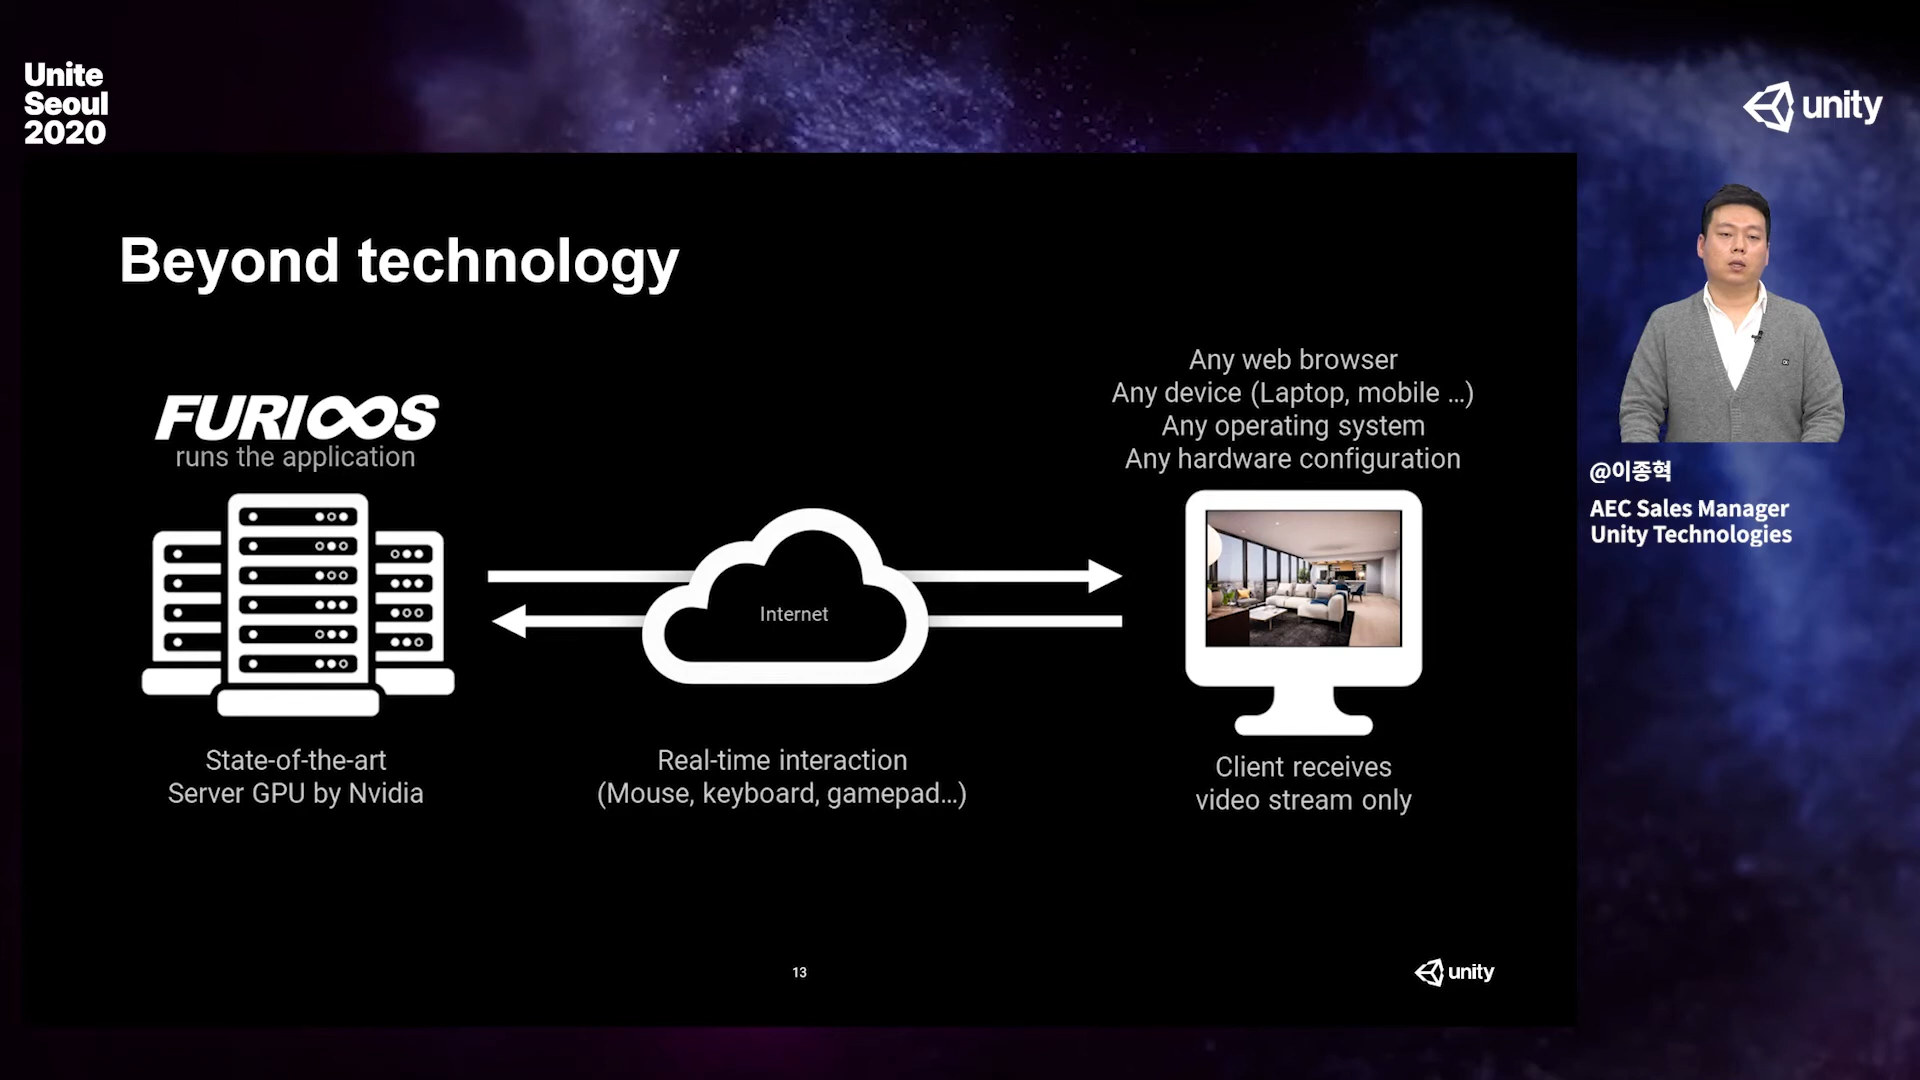 Unite
Seoul
2020
unity
Beyond technology
FURIOOS
runs the application
State-of-the-art
Server GPU by Nvidia
Internet
Real-time interaction
(Mouse, keyboard, gamepad...)
Any web browser
Any device (Laptop, mobile ...)
Any operating system
Any hardware configuration
Client receives
video stream only
13
unity
@이종혁
AEC Sales Manager
Unity Technologies